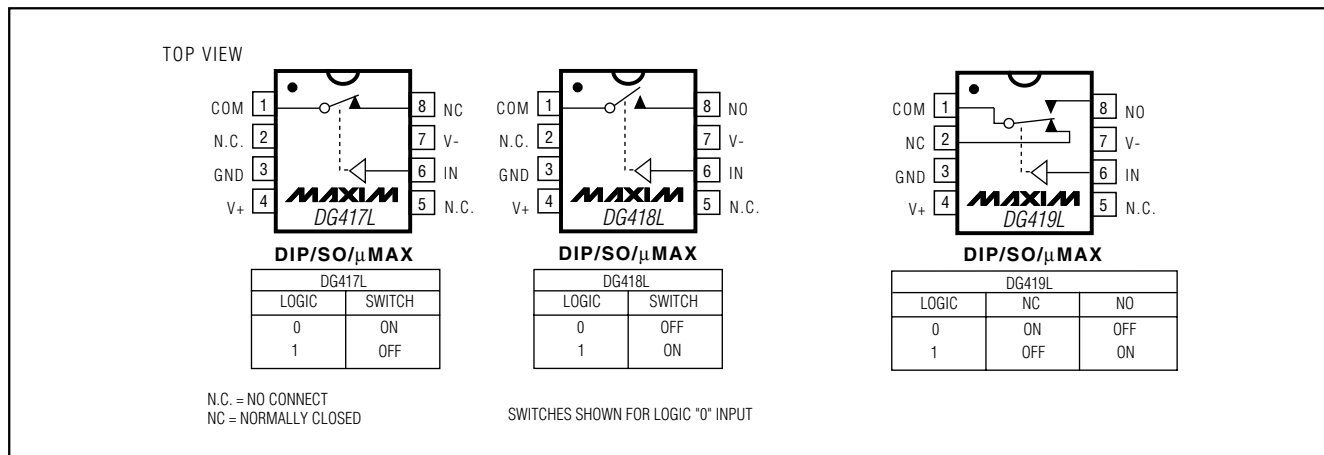 TOP VIEW
COM 1 8 NC
N.C. 2 7 V-
GND 3 6 IN
V+ 4 5 N.C.
MAXIM
DG417L
DIP/SO/µMAX
DG417L
LOGIC SWITCH
0 ON
1 OFF
COM 1 8 NO
N.C. 2 7 V-
GND 3 6 IN
V+ 4 5 N.C.
MAXIM
DG418L
DIP/SO/µMAX
DG418L
LOGIC SWITCH
0 OFF
1 ON
COM 1 8 NO
NC 2 7 V-
GND 3 6 IN
V+ 4 5 N.C.
MAXIM
DG419L
DIP/SO/µMAX
DG419L
LOGIC NC NO
0 ON OFF
1 OFF ON
N.C. = NO CONNECT
NC = NORMALLY CLOSED
SWITCHES SHOWN FOR LOGIC "0" INPUT